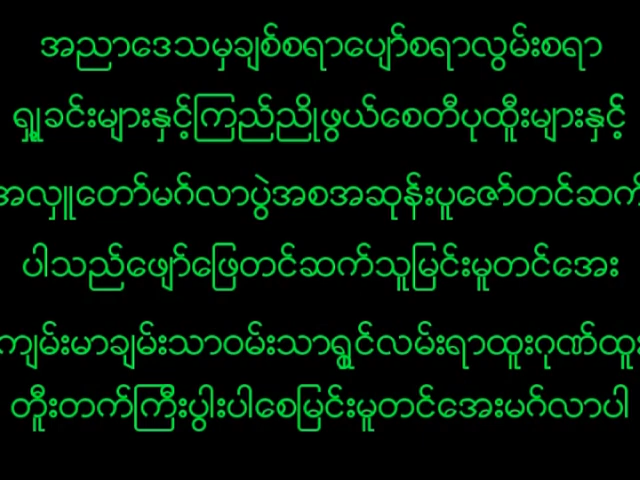 အညာဒေသမှချစ်စရာပျော်စရာလွမ်းစရာ
ရှုခင်းများနှင့်ကြည်ညိုဖွယ်စေတီပုထိုးများနှင့်
အလှူတော်မင်္ဂလာပွဲအစအဆုန်းပူဇော်တင်ဆက်
ပါသည်ဖျော်ဖြေတင်ဆက်သူမြင်းမူတင်အေး
ကျမ်းမာချမ်းသာဝမ်းသာရွှင်လမ်းရာထူးဂုဏ်ထူး
တိုးတက်ကြီးပွါးပါစေမြင်းမူတင်အေးမင်္ဂလာပါ